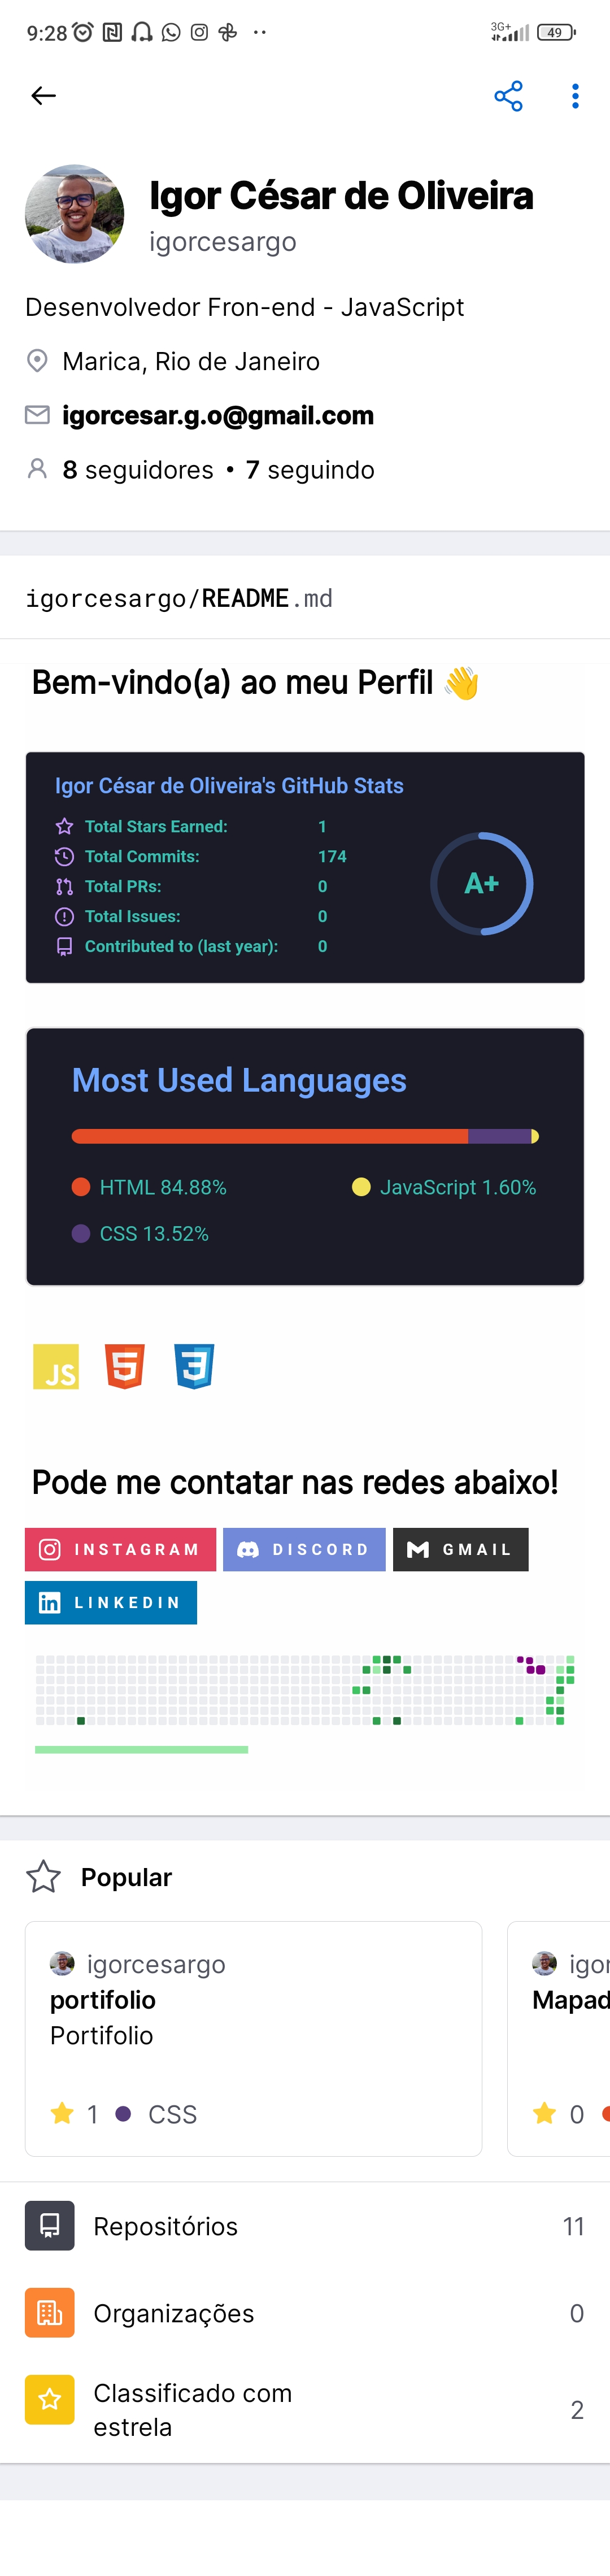 9:28 3G+ 49
Igor César de Oliveira
igorcesargo
Desenvolvedor Fron-end - JavaScript
Marica, Rio de Janeiro
igorcesar.g.o@gmail.com
8 seguidores • 7 seguindo
igorcesargo/README.md
Bem-vindo(a) ao meu Perfil 👋
Igor César de Oliveira's GitHub Stats
Total Stars Earned: 1
Total Commits: 174
Total PRs: 0
Total Issues: 0
Contributed to (last year): 0
A+
Most Used Languages
HTML 84.88% JavaScript 1.60%
CSS 13.52%
JS 5 3
Pode me contatar nas redes abaixo!
INSTAGRAM DISCORD GMAIL
LINKEDIN
Popular
igorcesargo igor
portifolio Mapad
Portifolio
1 CSS 0
Repositórios 11
Organizações 0
Classificado com
estrela 2